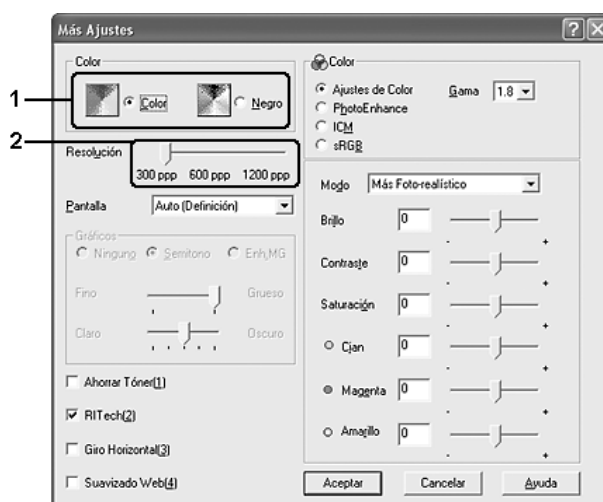 Más Ajustes
1
Color
Color
Negro
2
Resolución
300 ppp 600 ppp 1200 ppp
Pantalla
Auto (Definición)
Gráficos
Ninguno
Semitono
Enh,MG
Fino
Grueso
Claro
Oscuro
Ahorrar Tóner(1)
RITech(2)
Giro Horizontal(3)
Suavizado Web(4)
Color
Ajustes de Color
Gama
1.8
PhotoEnhance
ICM
sRGB
Modo
Más Foto-realístico
Brillo
0
-
+
Contraste
0
-
+
Saturación
0
-
+
Cian
0
-
+
Magenta
0
-
+
Amarillo
0
-
+
Aceptar
Cancelar
Ayuda